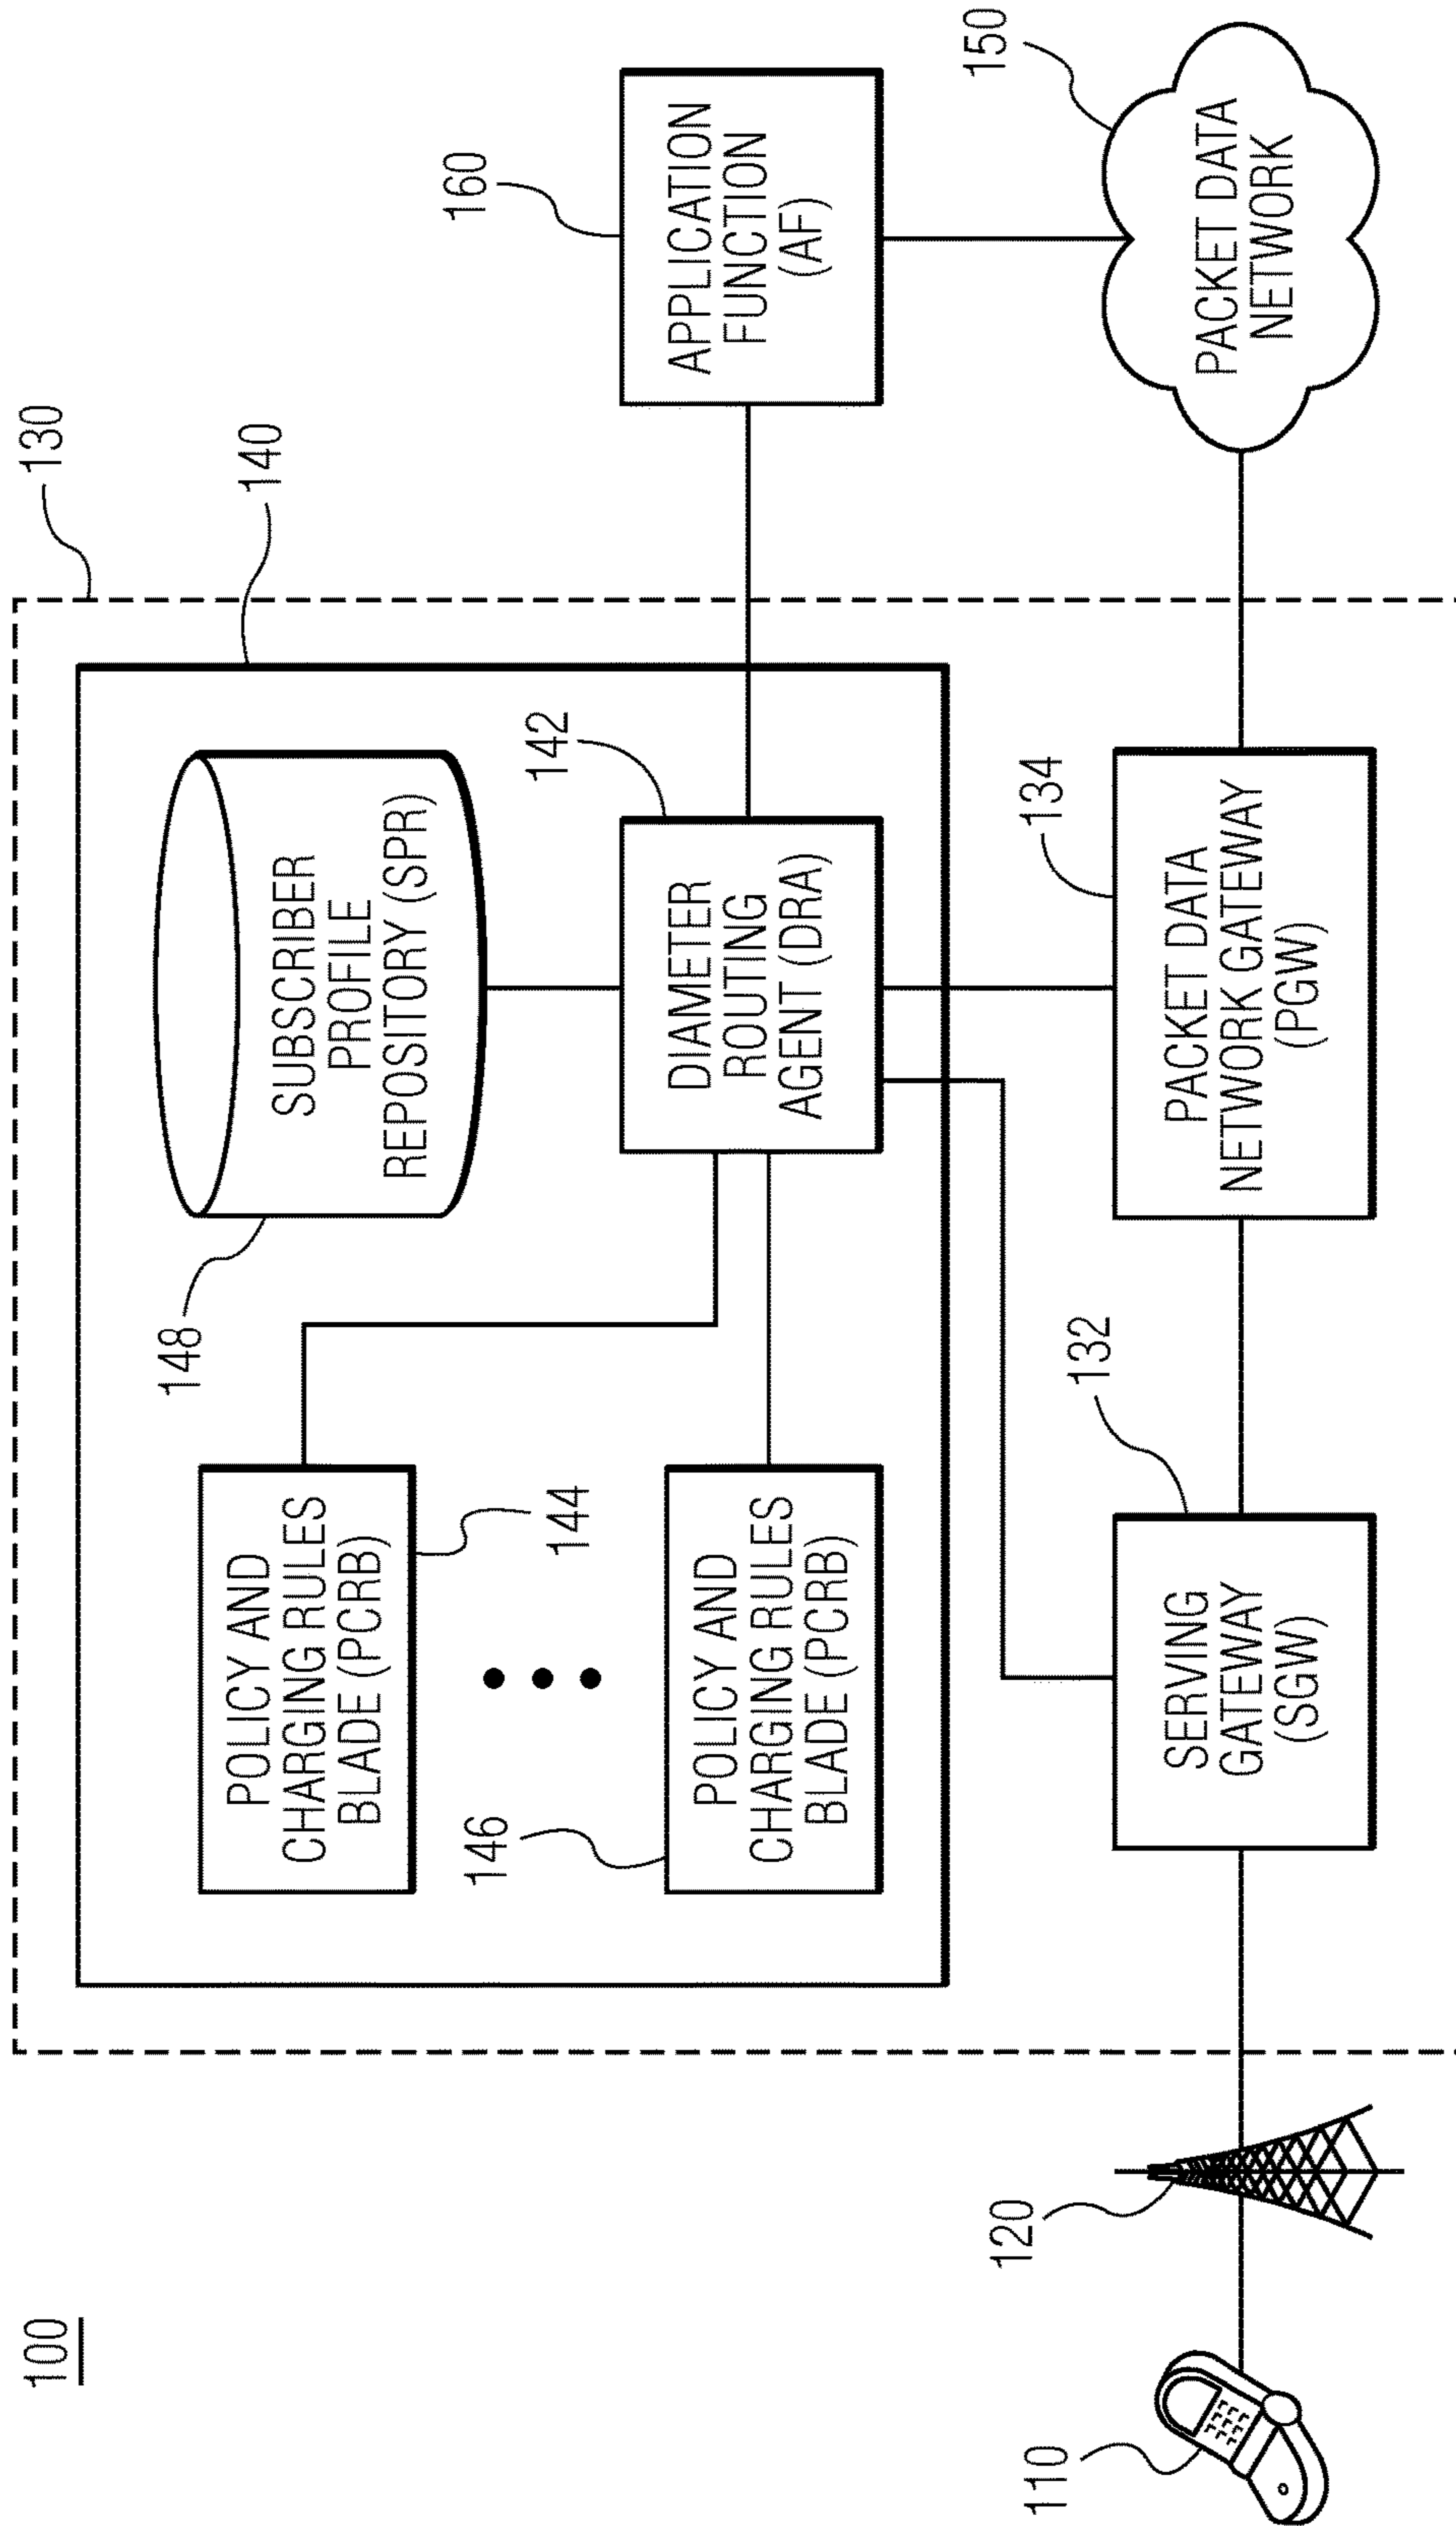 100
130
140
148
SUBSCRIBER
PROFILE
REPOSITORY (SPR)
160
APPLICATION
FUNCTION
(AF)
POLICY AND
CHARGING RULES
BLADE (PCRB)
144
142
DIAMETER
ROUTING
AGENT (DRA)
146
POLICY AND
CHARGING RULES
BLADE (PCRB)
110
120
132
SERVING
GATEWAY
(SGW)
134
PACKET DATA
NETWORK GATEWAY
(PGW)
150
PACKET DATA
NETWORK